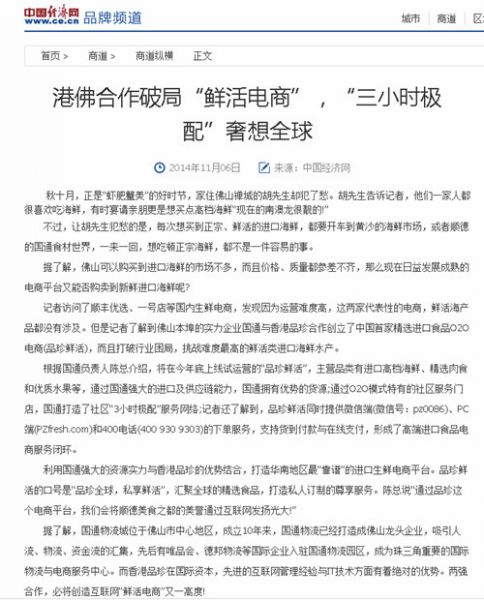 中国经济网
www.ce.cn
品牌频道
城市 | 商道 | 区
首页 > 商道 > 商道纵横 正文
港佛合作破局“鲜活电商”，“三小时极
配”奢想全球
2014年11月06日 来源：中国经济网
秋十月，正是“虾肥蟹美”的好时节，家住佛山禅城的胡先生却犯了愁。胡先生告诉记者，他们一家人都
很喜欢吃海鲜，有时宴请亲朋更是想买点高档海鲜“现在的南澳龙很靓的!”
不过，让胡先生犯愁的是，每次想买到正宗、鲜活的进口海鲜，都要开车到黄沙的海鲜市场，或者顺德
的国通食材世界，一来一回，想吃顿正宗海鲜，都不是一件容易的事。
据了解，佛山可以购买到进口海鲜的市场不多，而且价格、质量都参差不齐，那么现在日益发展成熟的
电商平台又能否购卖到新鲜进口海鲜呢?
记者访问了顺丰优选、一号店等国内生鲜电商，发现因为运营难度高，这两家代表性的电商，鲜活海产
品都没有涉及。但是记者了解到佛山本埠的实力企业国通与香港品珍合作创立了中国首家精选进口食品O2O
电商(品珍鲜活)，而且打破行业困局，挑战难度最高的鲜活类进口海鲜水产。
根据国通负责人陈总介绍，将在今年底上线试运营的“品珍鲜活”，主营品类有进口高档海鲜、精选肉食
和优质水果等，通过国通强大的进口及供应链能力，国通拥有优势的货源;通过O2O模式特有的社区服务门
店，国通打造了社区“3小时极配”服务网络;记者还了解到，品珍鲜活同时提供微信端(微信号：pz0086)、PC
端(PZfresh.com)和400电话(400 930 9303)的下单服务，支持货到付款与在线支付，形成了高端进口食品电
商服务闭环。
利用国通强大的资源实力与香港品珍的优势结合，打造华南地区最“靠谱”的进口生鲜电商平台。品珍鲜
活的口号是“品珍全球，私享鲜活”，汇聚全球的精选食品，打造私人订制的尊享服务。陈总说“通过品珍这
个电商平台，我们会将顺德美食之都的美誉通过互联网发扬光大!”
据了解，国通物流城位于佛山市中心地区，成立10年来，国通物流已经打造成佛山龙头企业，吸引人
流、物流、资金流的汇集，先后有唯品会、德邦物流等国际企业入驻国通物流园区，成为珠三角重要的国际
物流与电商服务中心。而香港品珍在国际资本，先进的互联网管理经验与IT技术方面有着绝对的优势。两强
合作，必将创造互联网“鲜活电商”又一高度!